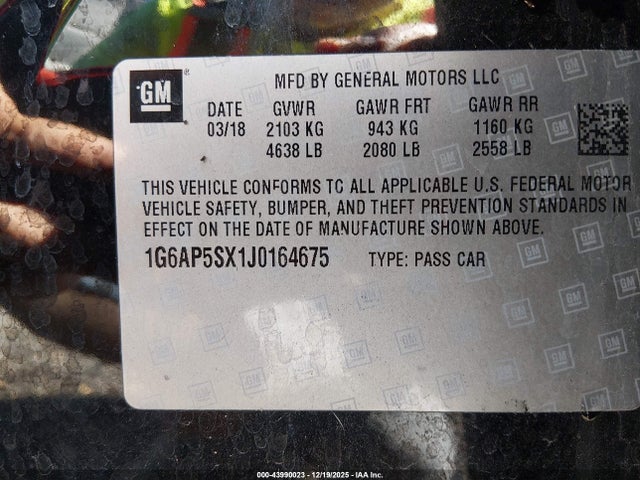 GM
MFD BY GENERAL MOTORS LLC
DATE GVWR GAWR FRT GAWR RR
03/18 2103 KG 943 KG 1160 KG
4638 LB 2080 LB 2558 LB
THIS VEHICLE CONFORMS TO ALL APPLICABLE U.S. FEDERAL MOTOR
VEHICLE SAFETY, BUMPER, AND THEFT PREVENTION STANDARDS IN
EFFECT ON THE DATE OF MANUFACTURE SHOWN ABOVE.
1G6AP5SX1J0164675 TYPE: PASS CAR
000-43990023 - 12/19/2025 - IAA Inc.